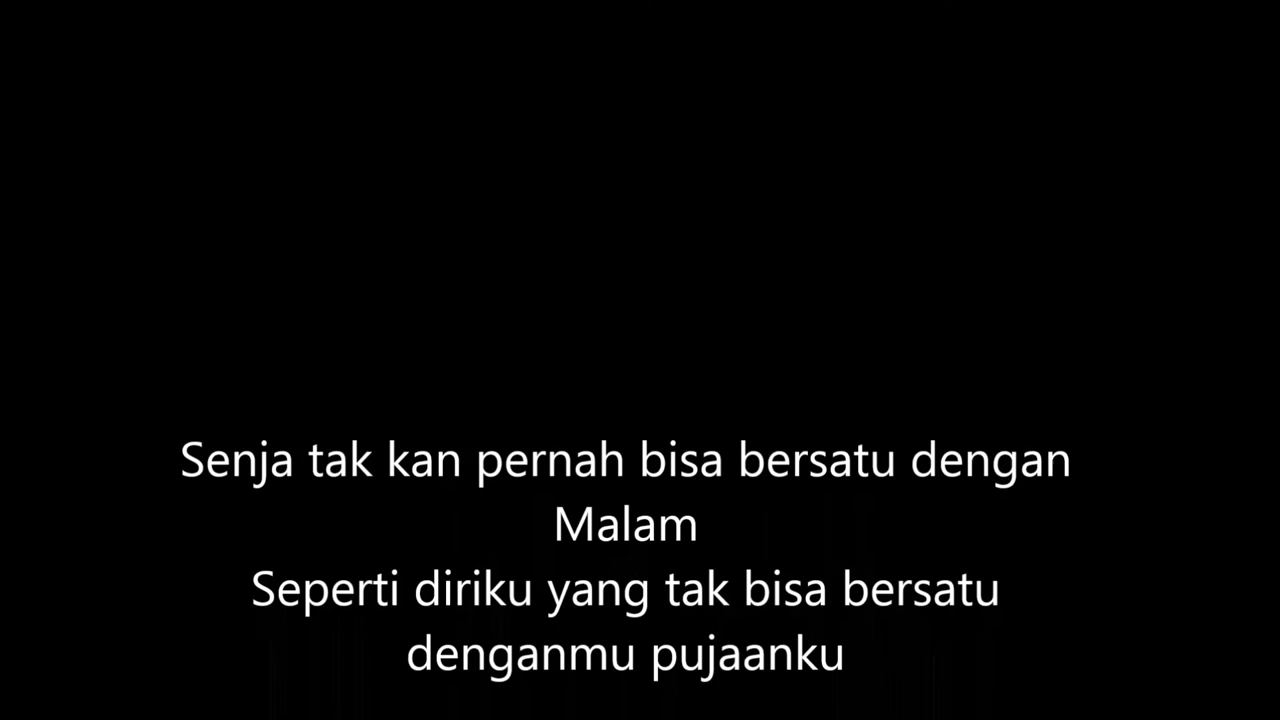 Senja tak kan pernah bisa bersatu dengan
Malam
Seperti diriku yang tak bisa bersatu
denganmu pujaanku